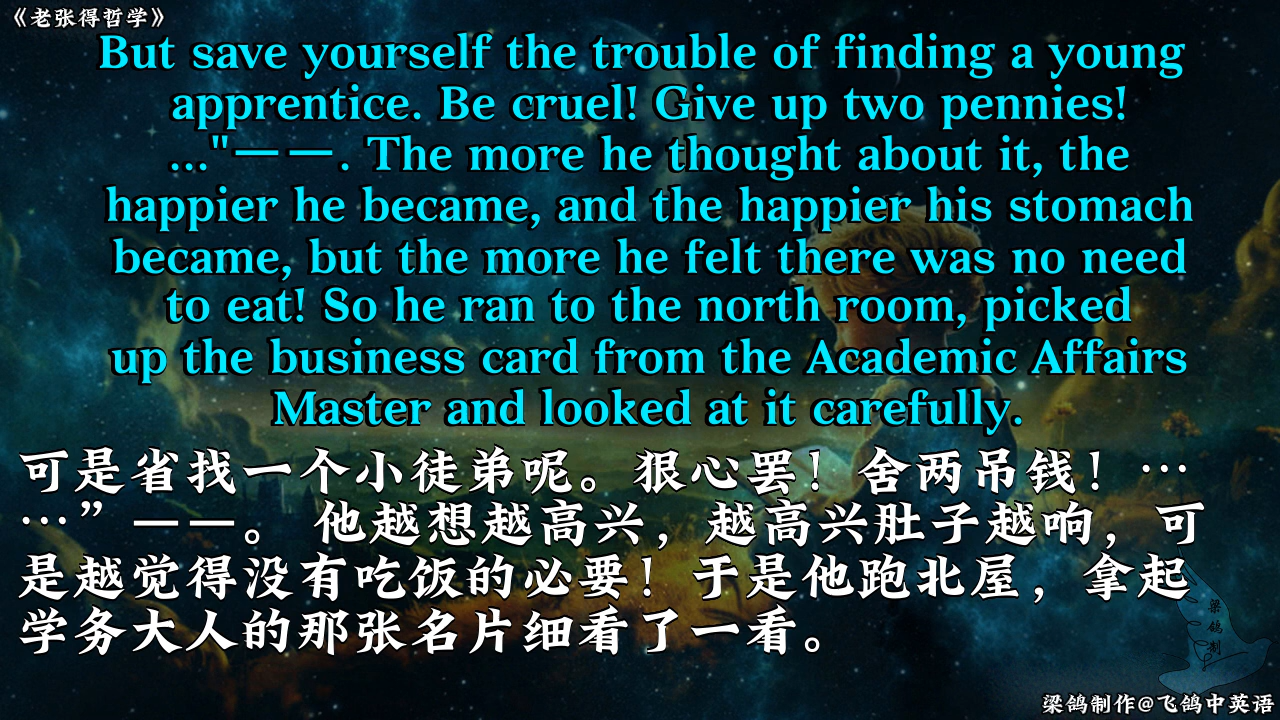 《老张得哲学》
But save yourself the trouble of finding a young
apprentice. Be cruel! Give up two pennies!
..."——. The more he thought about it, the
happier he became, and the happier his stomach
became, but the more he felt there was no need
to eat! So he ran to the north room, picked
up the business card from the Academic Affairs
Master and looked at it carefully.
可是省找一个小徒弟呢。狠心罢！舍两吊钱！…
…”——。 他越想越高兴，越高兴肚子越响，可
是越觉得没有吃饭的必要！于是他跑北屋，拿起
学务大人的那张名片细看了一看。
梁
鸽
制
梁鸽制作@飞鸽中英语